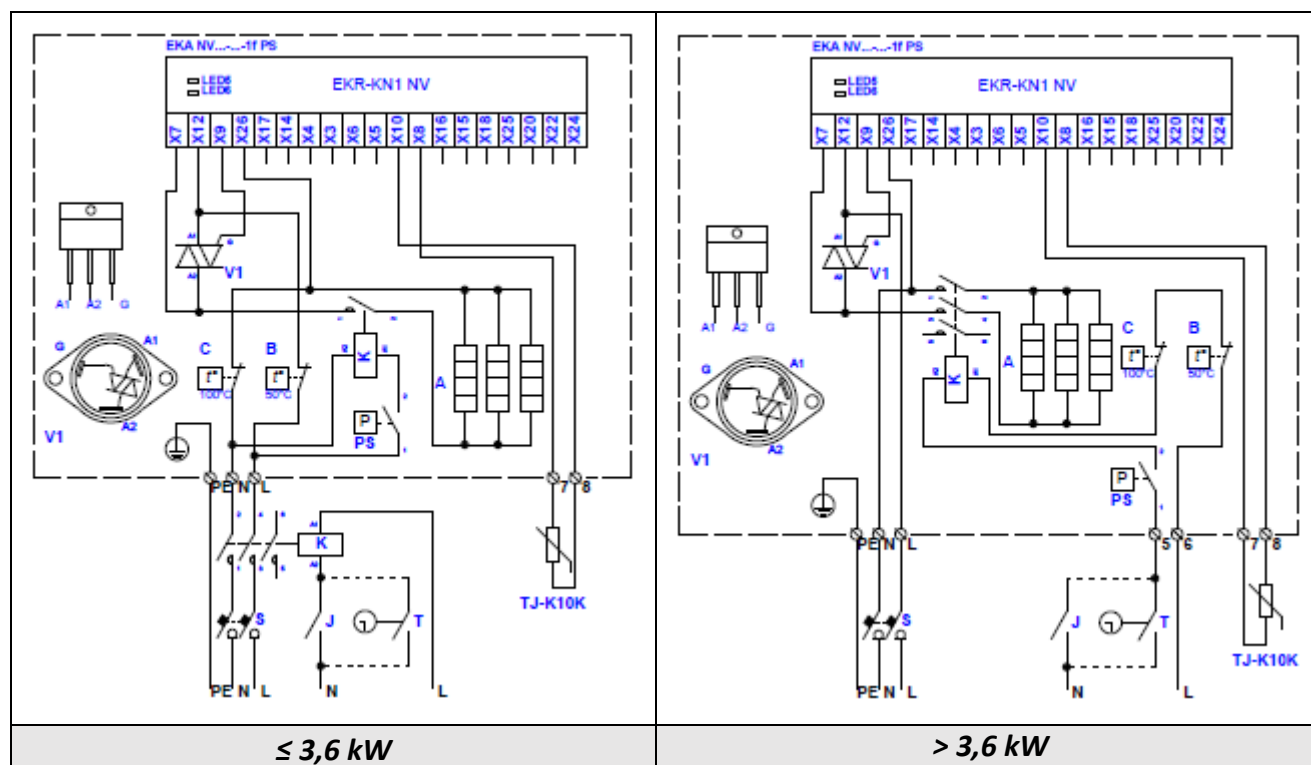 EKA NV...-...-1f PS
EKR-KN1 NV
LED5
LED6
X7 X12 X9 X26 X17 X14 X4 X3 X6 X5 X10 X8 X16 X15 X18 X25 X20 X22 X24
V1
A1 A2 G
C B
t° t°
100°C 50°C
K
A
G A1
A2
V1
P
PS
PE N L
7 8
K
S J T
TJ-K10K
PE N L N L
≤ 3,6 kW
EKA NV...-...-1f PS
EKR-KN1 NV
LED5
LED6
X7 X12 X9 X26 X17 X14 X4 X3 X6 X5 X10 X8 X16 X15 X18 X25 X20 X22 X24
V1
A1 A2 G
A
C B
t° t°
100°C 50°C
K
G A1
A2
V1
P
PS
PE N L
5 6 7 8
S J T
TJ-K10K
PE N L N L
> 3,6 kW